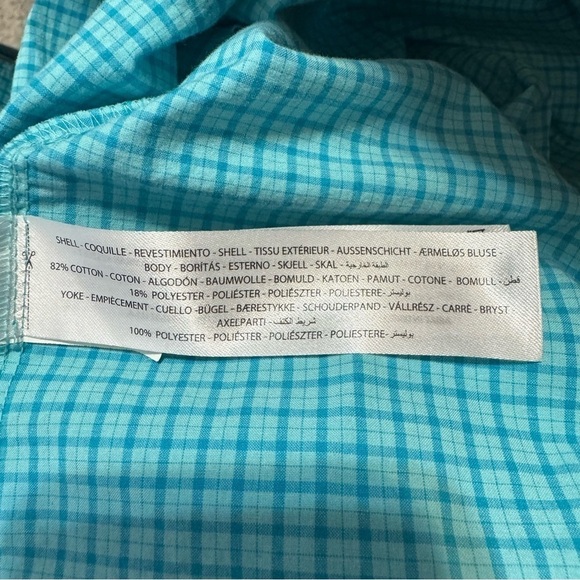 SHELL - COQUILLE - REVESTIMIENTO - SHELL - TISSU EXTÉRIEUR - AUSSENSCHICHT - ÆRMELØS BLUSE -
BODY - BORÍTÁS - ESTERNO - SKJELL - SKAL - الطبقة الخارجية
82% COTTON - COTON - ALGODÓN - BAUMWOLLE - BOMULD - KATOEN - PAMUT - COTONE - BOMULL - قطن
18% POLYESTER - POLIÉSTER - POLIÉSZTER - POLIESTERE - بوليستر
YOKE - EMPIÈCEMENT - CUELLO - BÜGEL - BÆRESTYKKE - SCHOUDERPAND - VÁLLRÉSZ - CARRÈ - BRYST
AXELPARTI - شريط الكتف
100% POLYESTER - POLIÉSTER - POLIÉSZTER - POLIESTERE - بوليستر